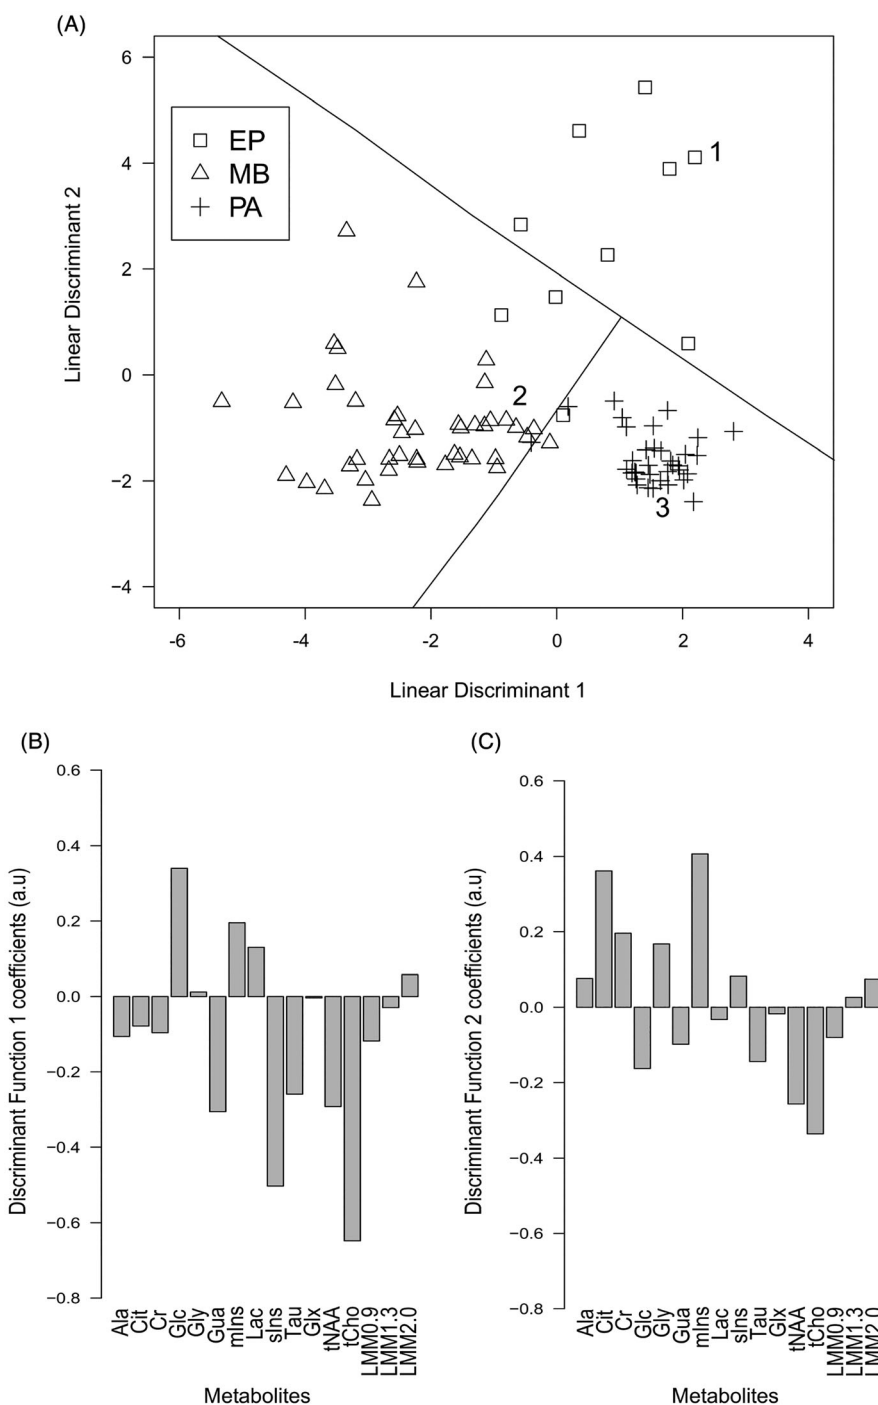 (A)
6
4
2
0
−2
−4
Linear Discriminant 2
EP
MB
PA
1
2
3
-6 -4 -2 0 2 4
Linear Discriminant 1
(B)
0.6
0.4
0.2
0.0
−0.2
−0.4
−0.6
−0.8
Discriminant Function 1 coefficients (a.u)
Ala Cit Cr Glc Gly Gua mIns Lac sIns Tau Glx tNAA tCho LMM0.9 LMM1.3 LMM2.0
Metabolites
(C)
0.6
0.4
0.2
0.0
−0.2
−0.4
−0.6
−0.8
Discriminant Function 2 coefficients (a.u)
Ala Cit Cr Glc Gly Gua mIns Lac sIns Tau Glx tNAA tCho LMM0.9 LMM1.3 LMM2.0
Metabolites